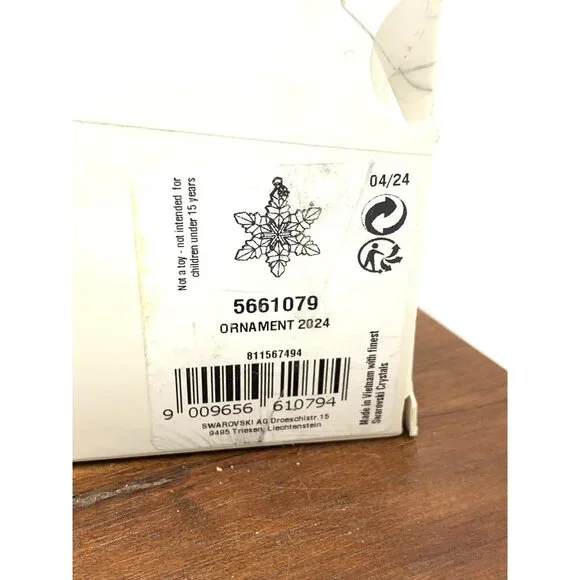 Not a toy - not intended for
children under 15 years
04/24
5661079
ORNAMENT 2024
811567494
9 009656 610794
SWAROVSKI AG Droeschistr.15
9495 Triesen, Liechtenstein
Made in Vietnam with finest
Swarovski Crystals